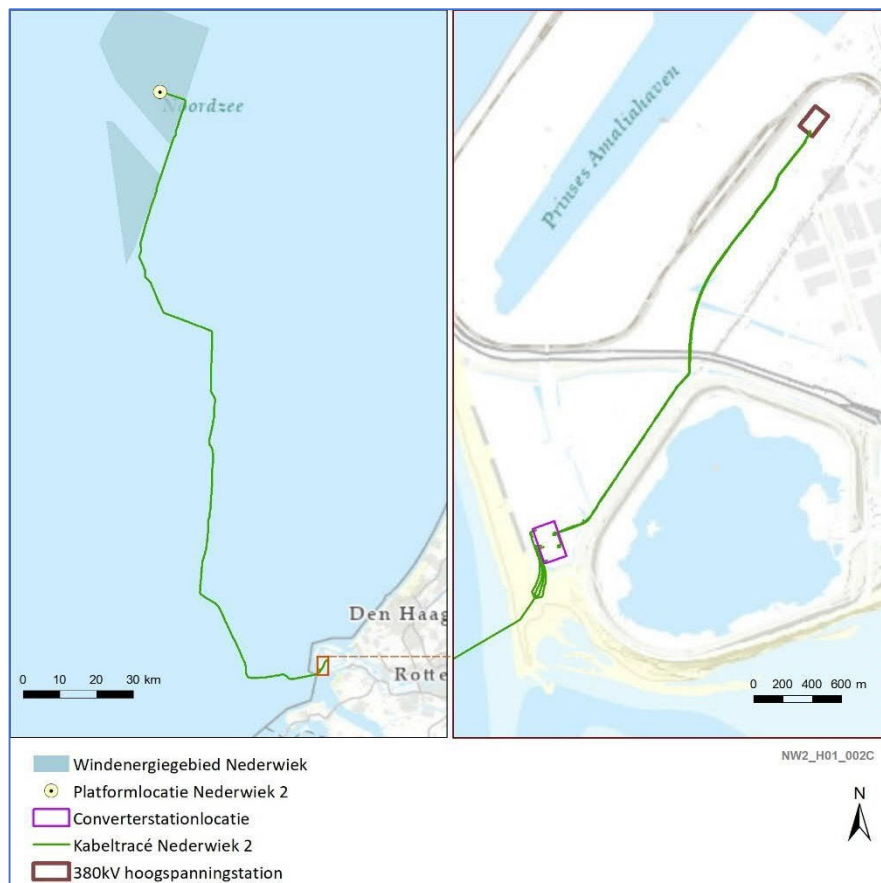 Noordzee
Prinses Amaliahaven
Den Haag
Rotte
0 10 20 30 km
0 200 400 600 m
NW2_H01_002C
Windenergiegebied Nederwiek
Platformlocatie Nederwiek 2
Converterstationlocatie
Kabeltracé Nederwiek 2
380kV hoogspanningstation
N